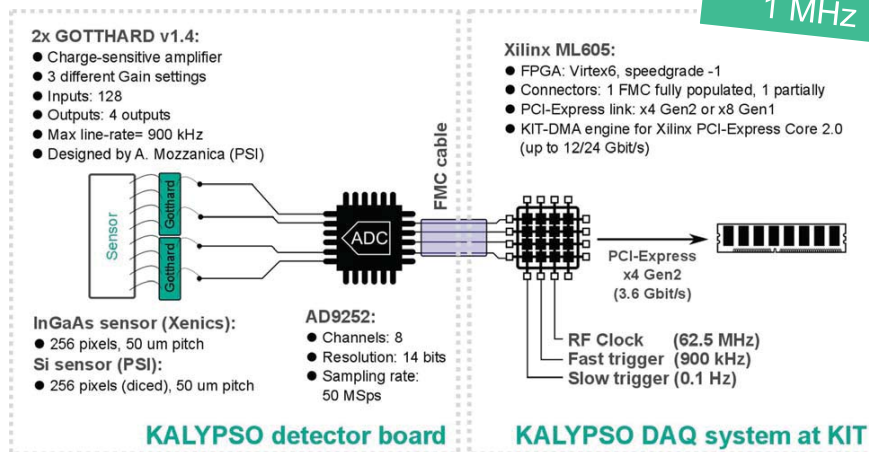 1 MHz
2x GOTTHARD v1.4:
● Charge-sensitive amplifier
● 3 different Gain settings
● Inputs: 128
● Outputs: 4 outputs
● Max line-rate= 900 kHz
● Designed by A. Mozzanica (PSI)
Xilinx ML605:
● FPGA: Virtex6, speedgrade -1
● Connectors: 1 FMC fully populated, 1 partially
● PCI-Express link: x4 Gen2 or x8 Gen1
● KIT-DMA engine for Xilinx PCI-Express Core 2.0
(up to 12/24 Gbit/s)
FMC cable
Sensor
Gotthard
Gotthard
ADC
PCI-Express
x4 Gen2
(3.6 Gbit/s)
InGaAs sensor (Xenics):
● 256 pixels, 50 um pitch
Si sensor (PSI):
● 256 pixels (diced), 50 um pitch
AD9252:
● Channels: 8
● Resolution: 14 bits
● Sampling rate:
50 MSps
RF Clock (62.5 MHz)
Fast trigger (900 kHz)
Slow trigger (0.1 Hz)
KALYPSO detector board
KALYPSO DAQ system at KIT